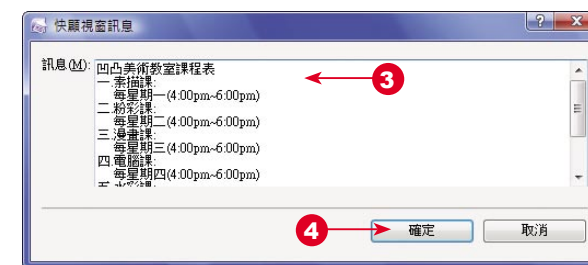 快顯視窗訊息
訊息(M):
凹凸美術教室課程表
一.素描課:
每星期一(4:00pm~6:00pm)
二.粉彩課:
每星期二(4:00pm~6:00pm)
三.漫畫課:
每星期三(4:00pm~6:00pm)
四.電腦課:
每星期四(4:00pm~6:00pm)
3
4
確定
取消